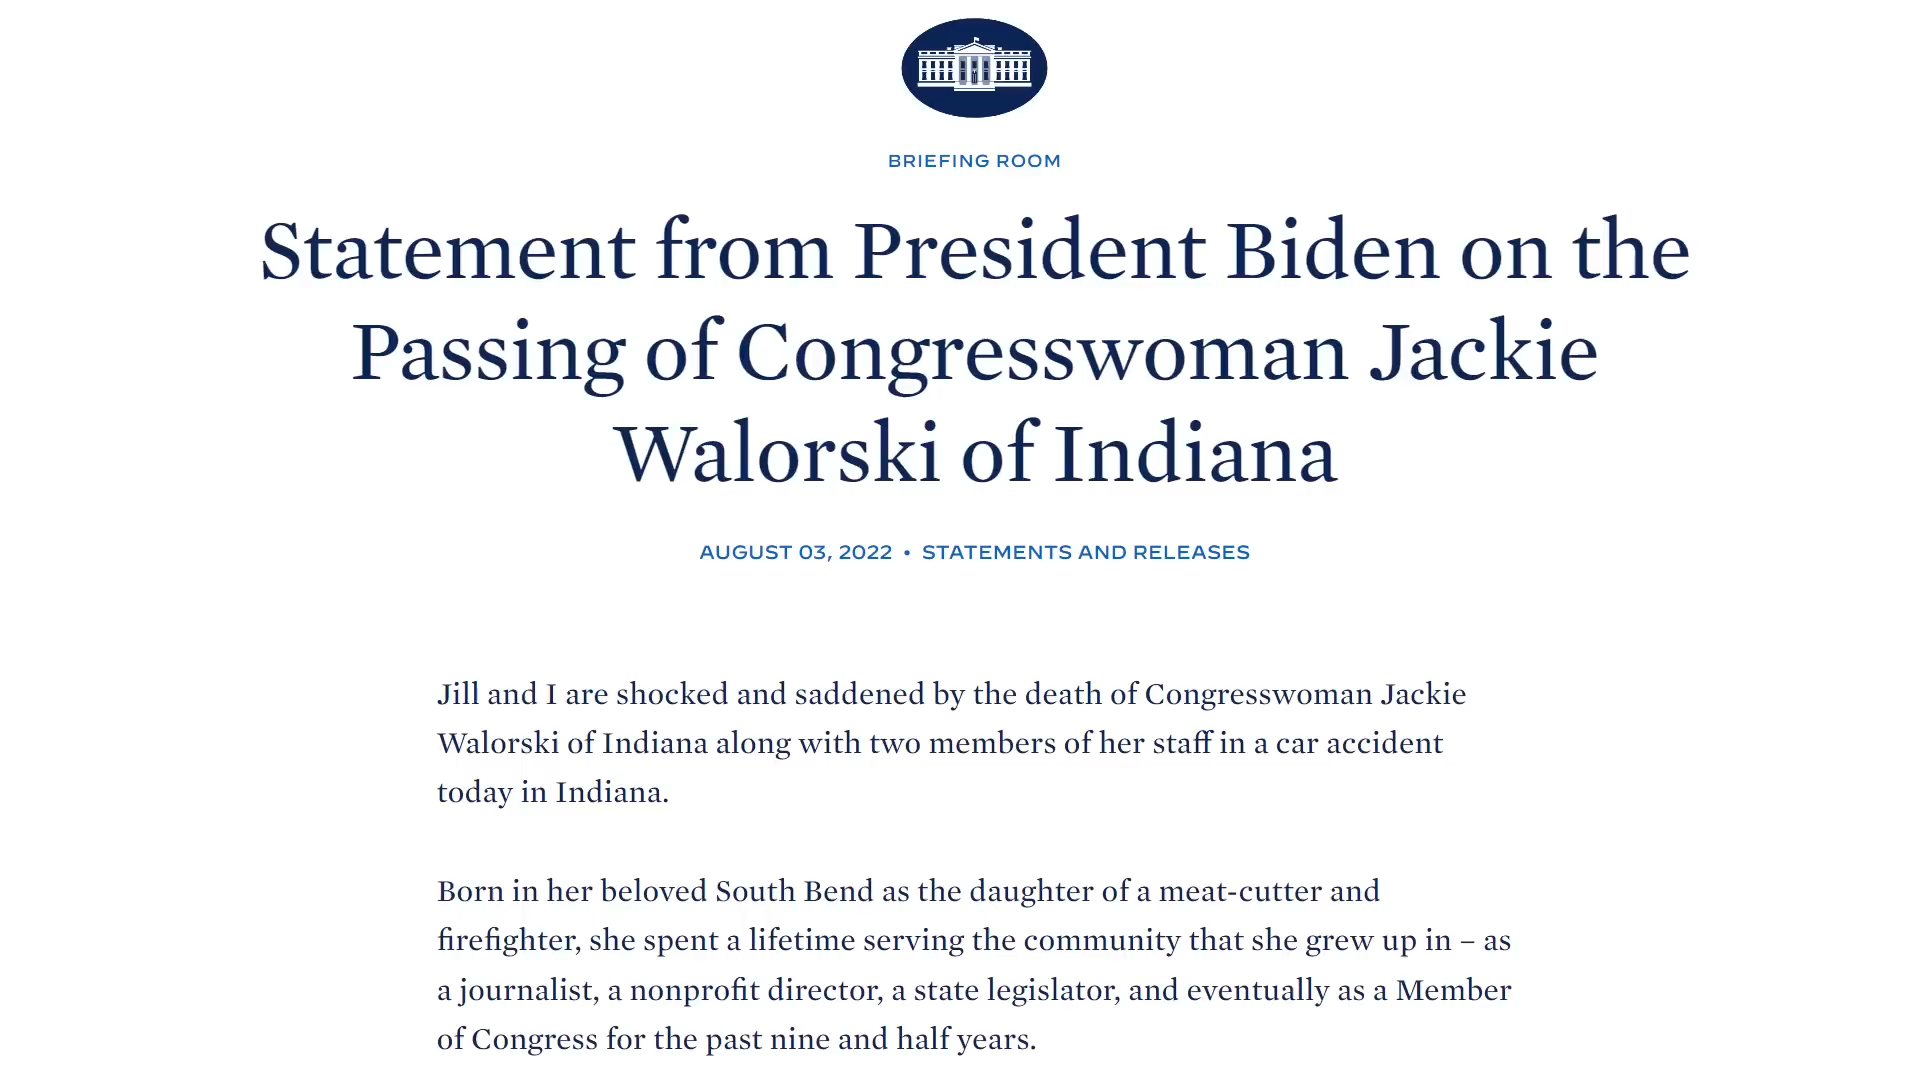 BRIEFING ROOM
Statement from President Biden on the
Passing of Congresswoman Jackie
Walorski of Indiana
AUGUST 03, 2022 • STATEMENTS AND RELEASES
Jill and I are shocked and saddened by the death of Congresswoman Jackie
Walorski of Indiana along with two members of her staff in a car accident
today in Indiana.
Born in her beloved South Bend as the daughter of a meat-cutter and
firefighter, she spent a lifetime serving the community that she grew up in – as
a journalist, a nonprofit director, a state legislator, and eventually as a Member
of Congress for the past nine and half years.